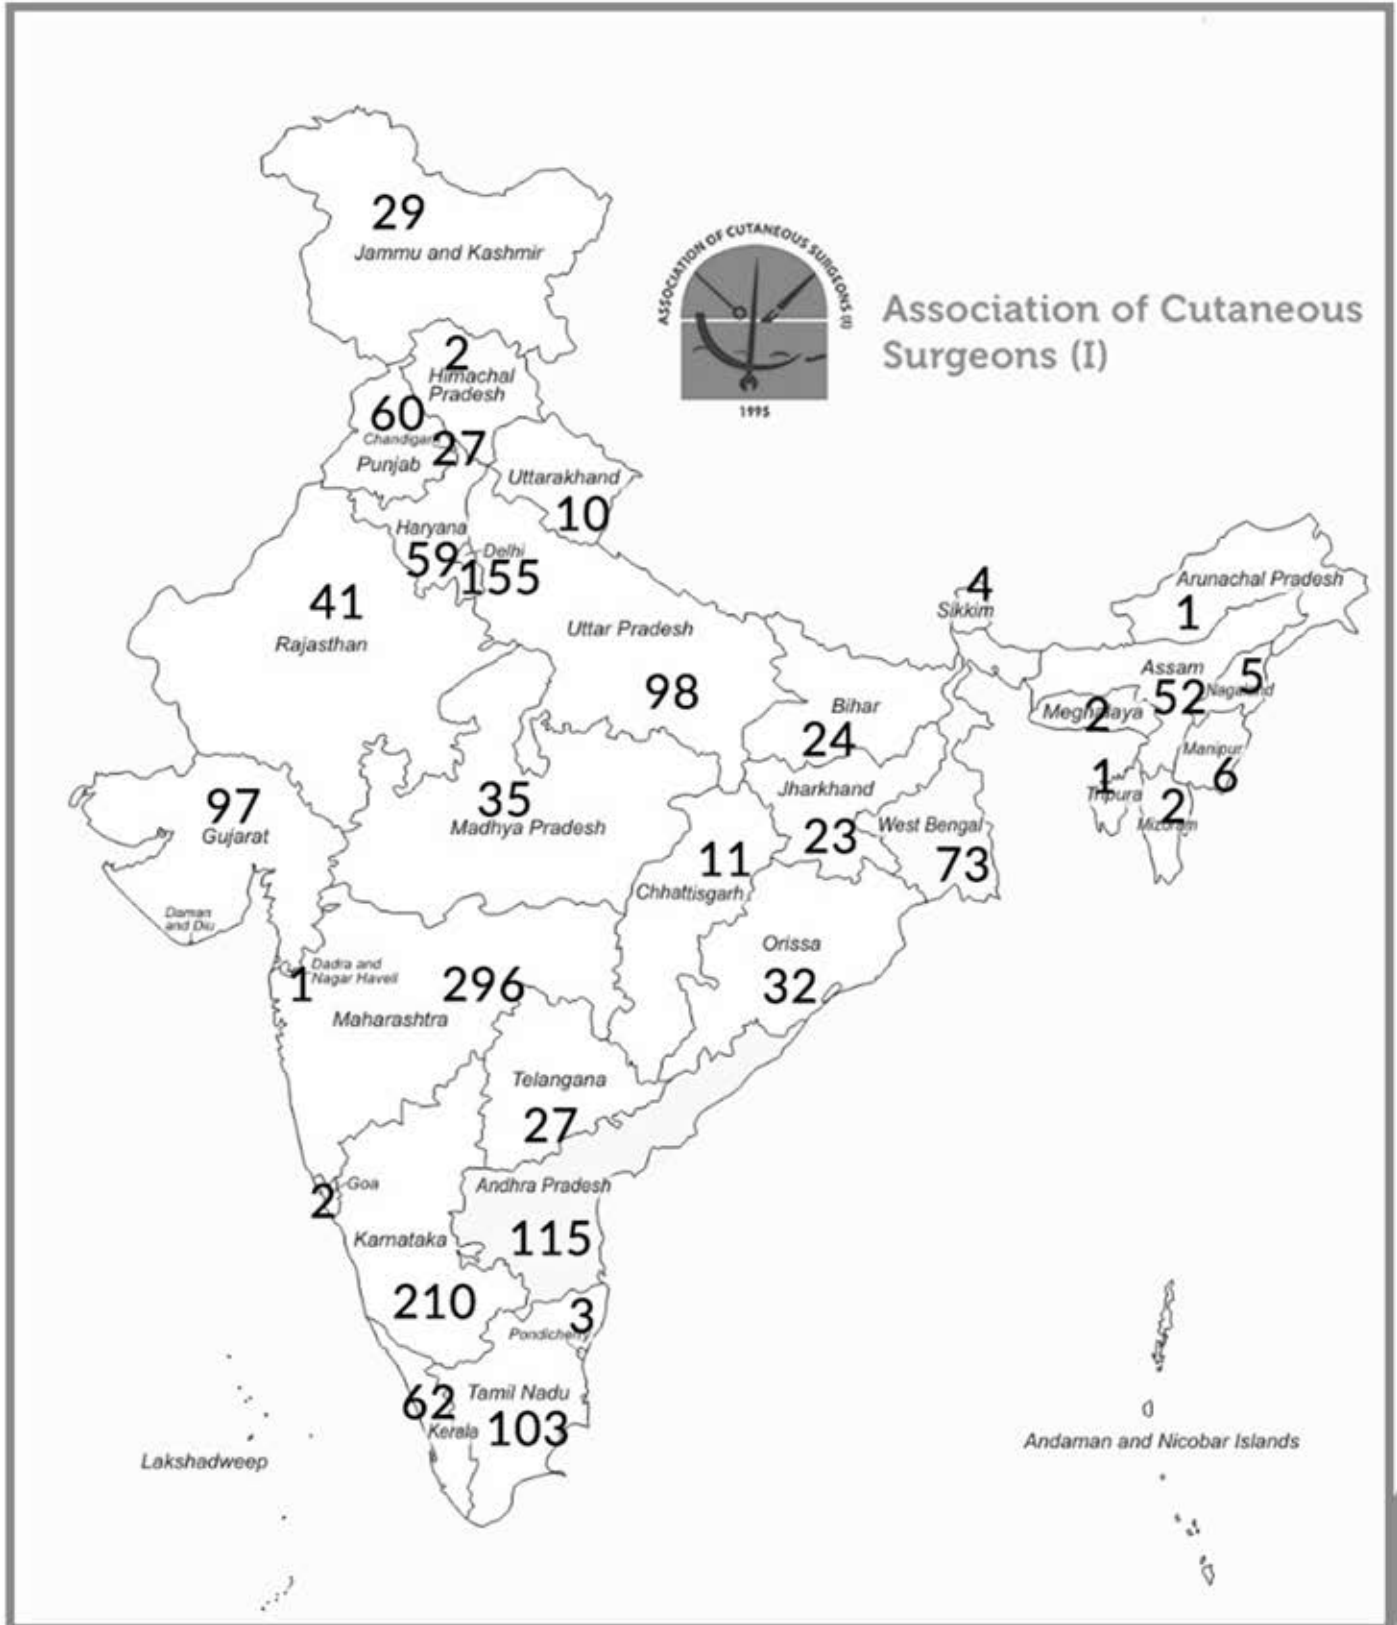 29
Jammu and Kashmir
ASSOCIATION OF CUTANEOUS SURGEONS (I)
1995
Association of Cutaneous
Surgeons (I)
2
Himachal
Pradesh
60
Chandigarh
27
Punjab
Uttarakhand
10
Haryana
59
Delhi
155
41
Rajasthan
Uttar Pradesh
98
4
Sikkim
Arunachal Pradesh
1
Assam
52
5
Nagaland
Meghalaya
2
Bihar
24
Manipur
6
1
Tripura
2
Mizoram
97
Gujarat
35
Madhya Pradesh
Jharkhand
23
West Bengal
73
11
Chhattisgarh
Daman
and Diu
Orissa
32
1
Dadra and
Nagar Haveli
296
Maharashtra
Telangana
27
2
Goa
Andhra Pradesh
115
Karnataka
210
3
Pondicherry
62
Kerala
Tamil Nadu
103
Lakshadweep
Andaman and Nicobar Islands